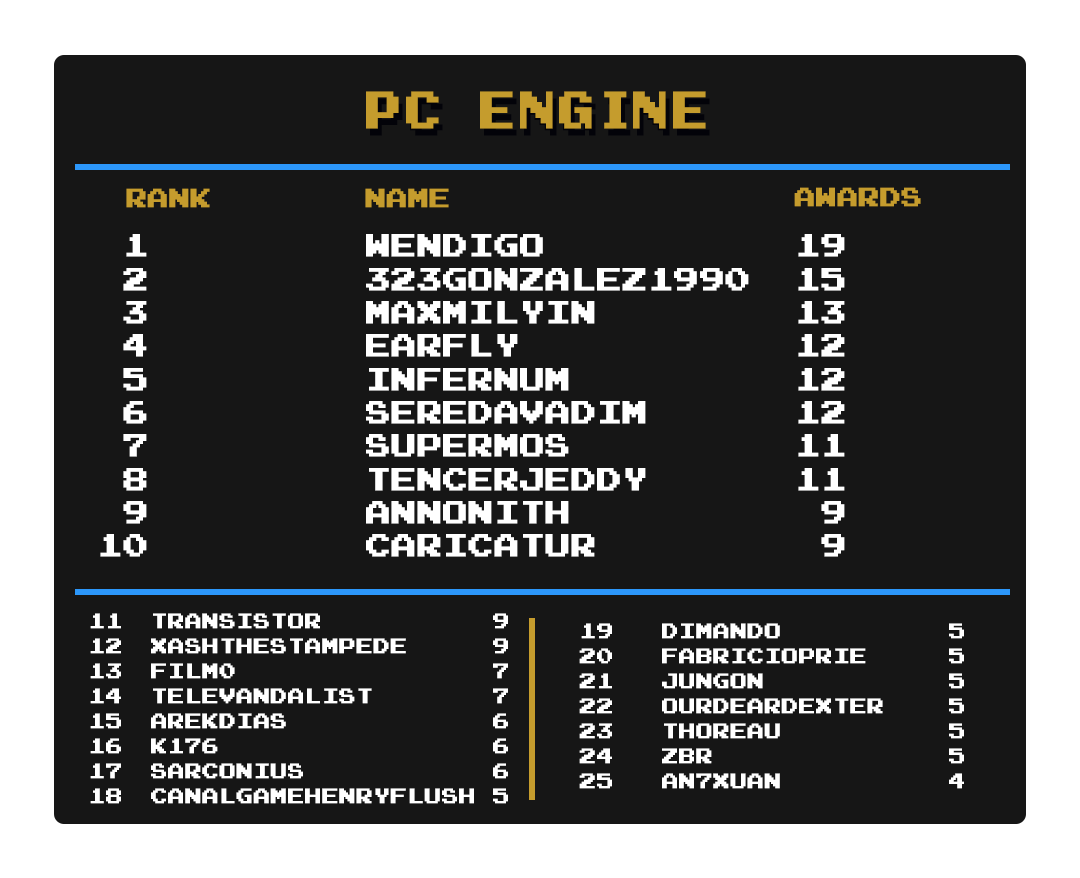 PC ENGINE
RANK NAME AWARDS
1 WENDIGO 19
2 323GONZALEZ1990 15
3 MAXMILYIN 13
4 EARFLY 12
5 INFERNUM 12
6 SEREDAVADIM 12
7 SUPERMOS 11
8 TENCERJEDDY 11
9 ANNONITH 9
10 CARICATUR 9
11 TRANSISTOR 9
12 XASHTHESTAMPEDE 9
13 FILMO 7
14 TELEVANDALIST 7
15 AREKDIAS 6
16 K176 6
17 SARCONIUS 6
18 CANALGAMEHENRYFLUSH 5
19 DIMANDO 5
20 FABRICIOPRIE 5
21 JUNGON 5
22 OURDEARDEXTER 5
23 THOREAU 5
24 ZBR 5
25 AN7XUAN 4